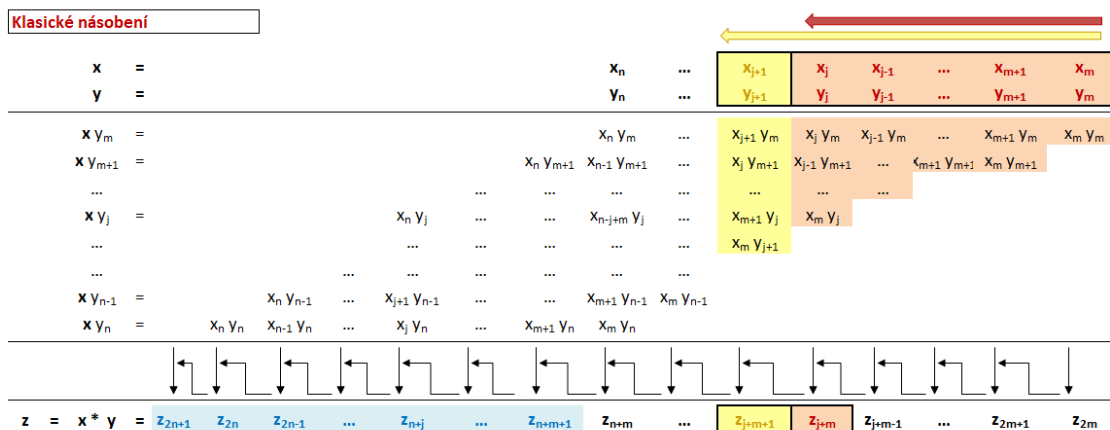 Klasické násobení
x = xₙ ... xⱼ₊₁ xⱼ xⱼ₋₁ ... xₘ₊₁ xₘ
y = yₙ ... yⱼ₊₁ yⱼ yⱼ₋₁ ... yₘ₊₁ yₘ
x yₘ = xₙ yₘ ... xⱼ₊₁ yₘ xⱼ yₘ xⱼ₋₁ yₘ ... xₘ₊₁ yₘ xₘ yₘ
x yₘ₊₁ = xₙ yₘ₊₁ xₙ₋₁ yₘ₊₁ ... xⱼ yₘ₊₁ xⱼ₋₁ yₘ₊₁ ... xₘ₊₁ yₘ₊₁ xₘ yₘ₊₁
... ... ... ... ... ... ... ...
x yⱼ = xₙ yⱼ ... ... xₙ₋ⱼ₊ₘ yⱼ ... xₘ₊₁ yⱼ xₘ yⱼ
... ... ... ... ... ... xₘ yⱼ₊₁
... ... ... ... ... ... ...
x yₙ₋₁ = xₙ yₙ₋₁ ... xⱼ₊₁ yₙ₋₁ ... ... xₘ₊₁ yₙ₋₁ xₘ yₙ₋₁
x yₙ = xₙ yₙ xₙ₋₁ yₙ ... xⱼ yₙ ... xₘ₊₁ yₙ xₘ yₙ
z = x * y = z₂ₙ₊₁ z₂ₙ z₂ₙ₋₁ ... zₙ₊ⱼ ... zₙ₊ₘ₊₁ zₙ₊ₘ ... zⱼ₊ₘ₊₁ zⱼ₊ₘ zⱼ₊ₘ₋₁ ... z₂ₘ₊₁ z₂ₘ